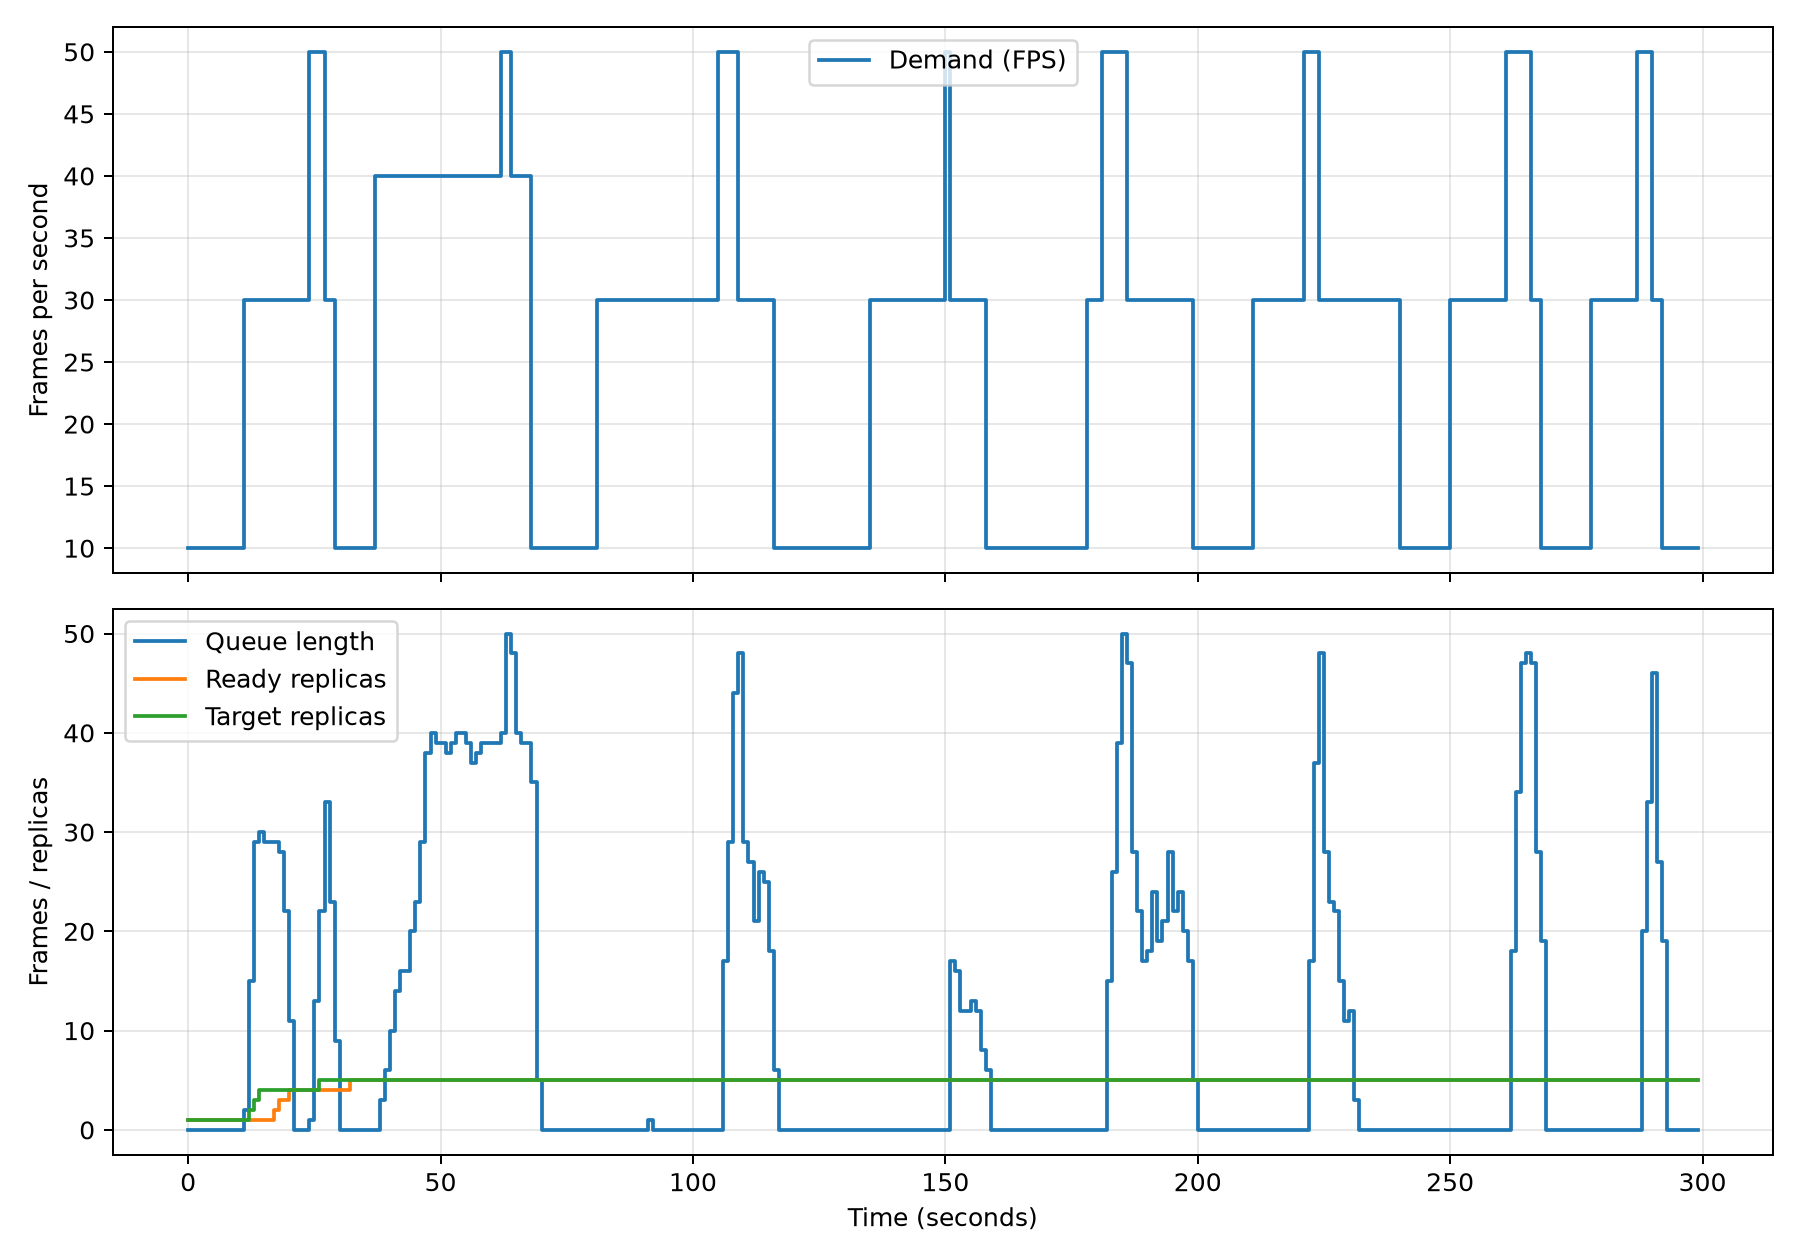 Demand (FPS)
50
45
40
35
30
25
20
15
10
Frames per second
Queue length
Ready replicas
Target replicas
50
40
30
20
10
0
Frames / replicas
0 50 100 150 200 250 300
Time (seconds)